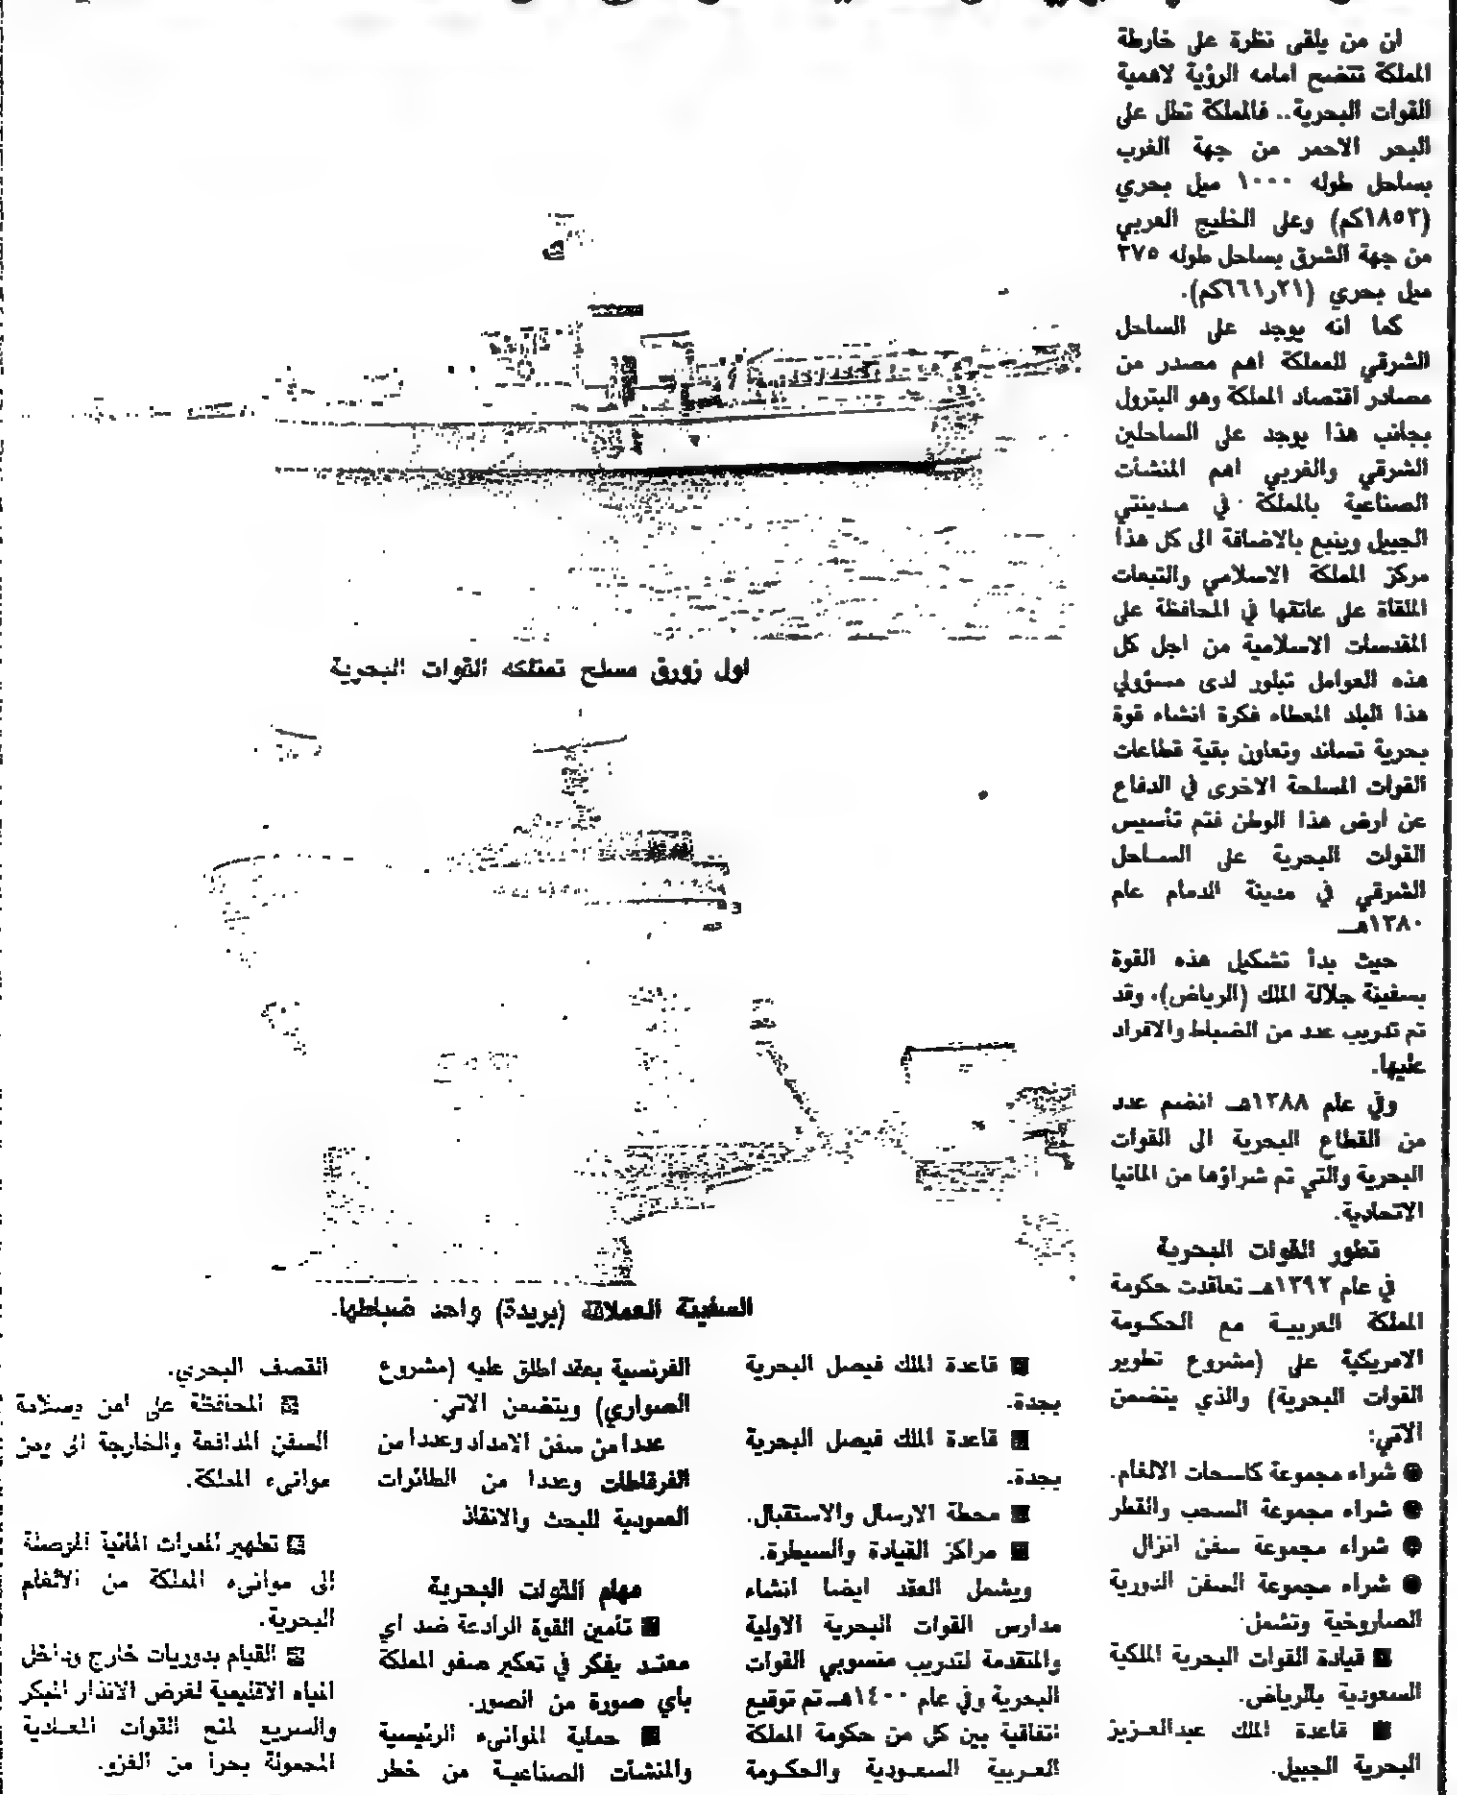 ان من يلقى نظرة على خارطة
المملكة تتضح امامه الرؤية لاهمية
القوات البحرية.. فالمملكة تطل على
البحر الاحمر من جهة الغرب
بساحل طوله ١٠٠٠ ميل بحري
(١٨٥٣كم) وعلى الخليج العربي
من جهة الشرق بساحل طوله ٣٧٥
ميل بحري (٦٦١٫٢١كم).
كما انه يوجد على الساحل
الشرقي للمملكة اهم مصدر من
مصادر اقتصاد المملكة وهو البترول
بجانب هذا يوجد على الساحلين
الشرقي والغربي اهم المنشأت
الصناعية بالمملكة في مدينتي
الجبيل وينبع بالاضافة الى كل هذا
مركز المملكة الاسلامي والتبعات
الملقاة على عاتقها في المحافظة على
المقدسات الاسلامية من اجل كل
هذه العوامل تبلور لدى مسؤولي
هذا البلد المعطاء فكرة انشاء قوة
بحرية تساند وتعاون بقية قطاعات
القوات المسلحة الاخرى في الدفاع
عن ارض هذا الوطن فتم تأسيس
القوات البحرية على الساحل
الشرقي في مدينة الدمام عام
١٣٨٠هـ
حيث بدأ تشكيل هذه القوة
بسفينة جلالة الملك (الرياض)، وقد
تم تدريب عدد من الضباط والافراد
عليها.
وفي عام ١٣٨٨هـ انضم عدد
من القطاع البحرية الى القوات
البحرية والتي تم شراؤها من المانيا
الاتحادية.
تطور القوات البحرية
في عام ١٣٩٢هـ تعاقدت حكومة
المملكة العربية مع الحكومة
الامريكية على (مشروع تطوير
القوات البحرية) والذي يتضمن
الآتي:
● شراء مجموعة كاسحات الالغام.
● شراء مجموعة السحب والقطر
● شراء مجموعة سفن انزال
● شراء مجموعة السفن الدورية
الصاروخية وتشمل
■ قيادة القوات البحرية الملكية
السعودية بالرياض.
■ قاعدة الملك عبدالعزيز
البحرية الجبيل.
اول زورق مسلح تمتلكه القوات البحرية
السفينة العملاقة (بريدة) واحد ضباطها.
■ قاعدة الملك فيصل البحرية
بجدة.
■ قاعدة الملك فيصل البحرية
بجدة.
■ محطة الارسال والاستقبال.
■ مراكز القيادة والسيطرة.
ويشمل العقد ايضا انشاء
مدارس القوات البحرية الاولية
والمتقدمة لتدريب منسوبي القوات
البحرية وفي عام ١٤٠٠هـ تم توقيع
اتفاقية بين كل من حكومة المملكة
العربية السعودية والحكومة
الفرنسية بعقد اطلق عليه (مشروع
الصواري) ويتضمن الآتي
عددا من سفن الامداد وعددا من
الفرقاطات وعددا من الطائرات
العمودية للبحث والانقاذ
مهام القوات البحرية
■ تأمين القوة الرادعة ضد اي
معتد يفكر في تعكير صفو المملكة
باي صورة من الصور.
■ حماية الموانىء الرئيسية
والمنشآت الصناعية من خطر
القصف البحري.
■ المحافظة على امن وسلامة
السفن المدافعة والخارجة الى ومن
موانىء المملكة.
■ تطهير الممرات المائية الموصلة
الى موانىء المملكة من الالغام
البحرية.
■ القيام بدوريات خارج وداخل
المياه الاقليمية لغرض الانذار المبكر
والسريع لمنع القوات المعادية
المحمولة بحرا من الغزو.